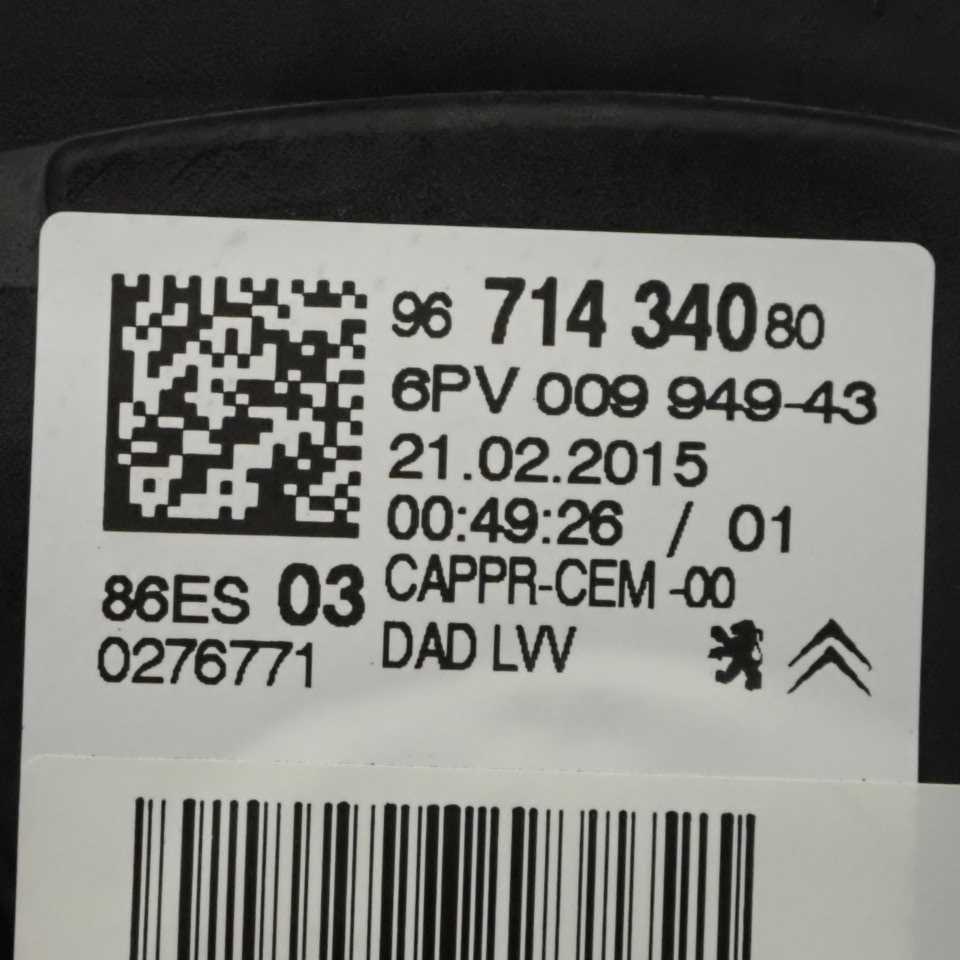 96 714 340 80
6PV 009 949-43
21.02.2015
00:49:26 / 01
CAPPR-CEM -00
86ES 03
DAD LVV
0276771